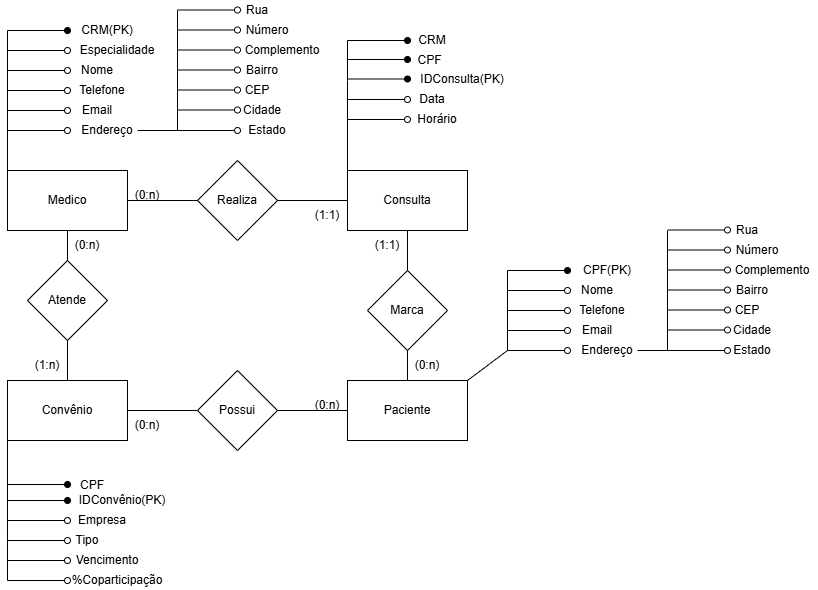 CRM(PK)
Especialidade
Nome
Telefone
Email
Endereço
Rua
Número
Complemento
Bairro
CEP
Cidade
Estado
CRM
CPF
IDConsulta(PK)
Data
Horário
Medico
(0:n)
Realiza
(1:1)
Consulta
(0:n)
(1:1)
Atende
Marca
(1:n)
(0:n)
CPF(PK)
Nome
Telefone
Email
Endereço
Rua
Número
Complemento
Bairro
CEP
Cidade
Estado
Convênio
(0:n)
Possui
(0:n)
Paciente
CPF
IDConvênio(PK)
Empresa
Tipo
Vencimento
%Coparticipação